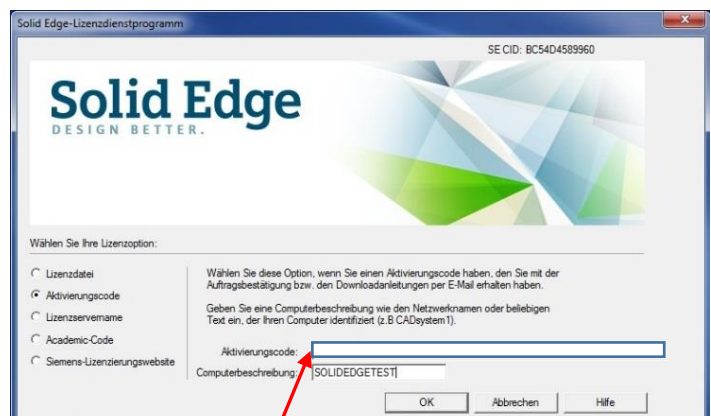 Solid Edge-Lizenzdienstprogramm
SE CID: BC54D4589960
Solid Edge
DESIGN BETTER.
Wählen Sie Ihre Lizenzoption:
Lizenzdatei
Aktivierungscode
Lizenzservername
Academic-Code
Siemens-Lizenzierungswebsite
Wählen Sie diese Option, wenn Sie einen Aktivierungscode haben, den Sie mit der
Auftragsbestätigung bzw. den Downloadanleitungen per E-Mail erhalten haben.
Geben Sie eine Computerbeschreibung wie den Netzwerknamen oder beliebigen
Text ein, der Ihren Computer identifiziert (z.B CADsystem1).
Aktivierungscode:
Computerbeschreibung: SOLIDEDGETEST
OK Abbrechen Hilfe